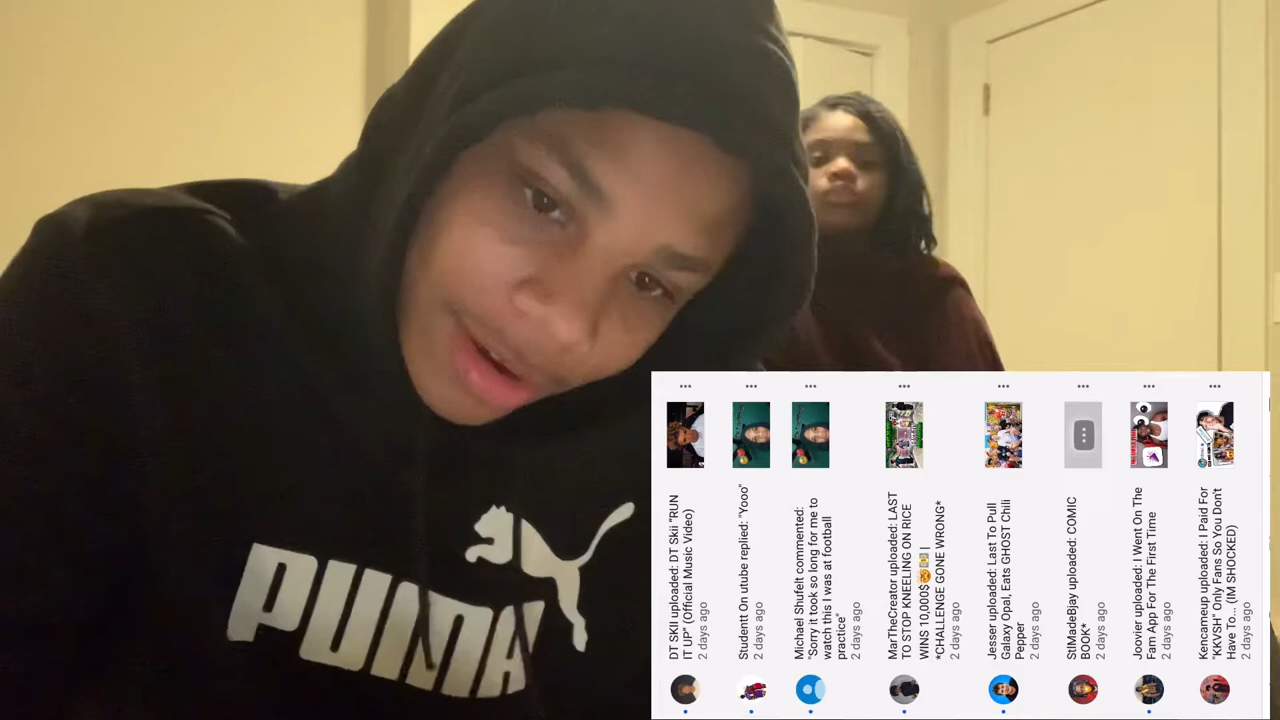 PUMA
DT SKII uploaded: DT Skii "RUN
IT UP" (Official Music Video)
2 days ago
Studentt On utube replied: "Yooo"
2 days ago
Michael Shufelt commented:
"Sorry it took so long for me to
watch this I was at football
practice"
2 days ago
MarTheCreator uploaded: LAST
TO STOP KNEELING ON RICE
WINS 10,000$🤯💵 |
*CHALLENGE GONE WRONG*
2 days ago
Jesser uploaded: Last To Pull
Galaxy Opal, Eats GHOST Chili
Pepper
2 days ago
StlMadeBjay uploaded: COMIC
BOOK*
2 days ago
Joovier uploaded: I Went On The
Fan App For The First Time
2 days ago
Kencameup uploaded: I Paid For
"KKVSH" Only Fans So You Don't
Have To... (IM SHOCKED)
2 days ago